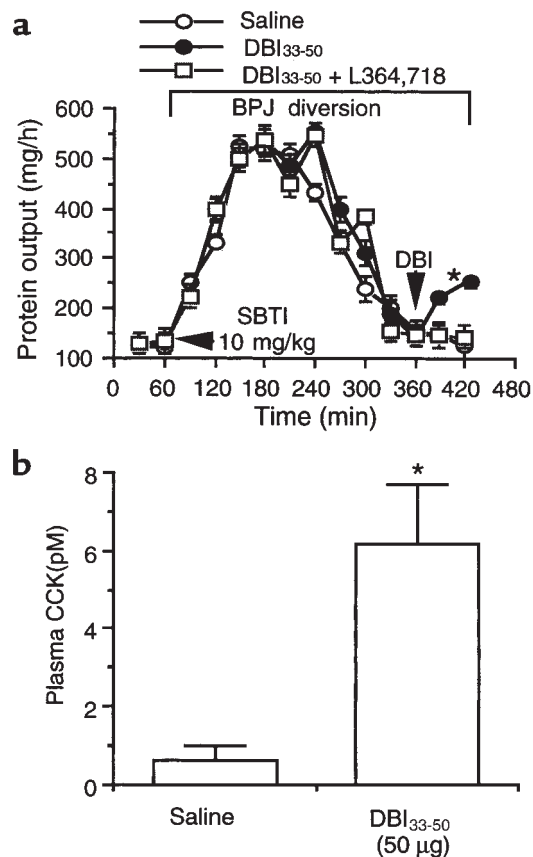 a
Saline
DBI33-50
DBI33-50 + L364,718
BPJ diversion
Protein output (mg/h)
600
500
400
300
200
100
DBI
*
SBTI
10 mg/kg
0 60 120 180 240 300 360 420 480
Time (min)
b
Plasma CCK(pM)
8
6
4
2
0
*
Saline
DBI33-50
(50 µg)